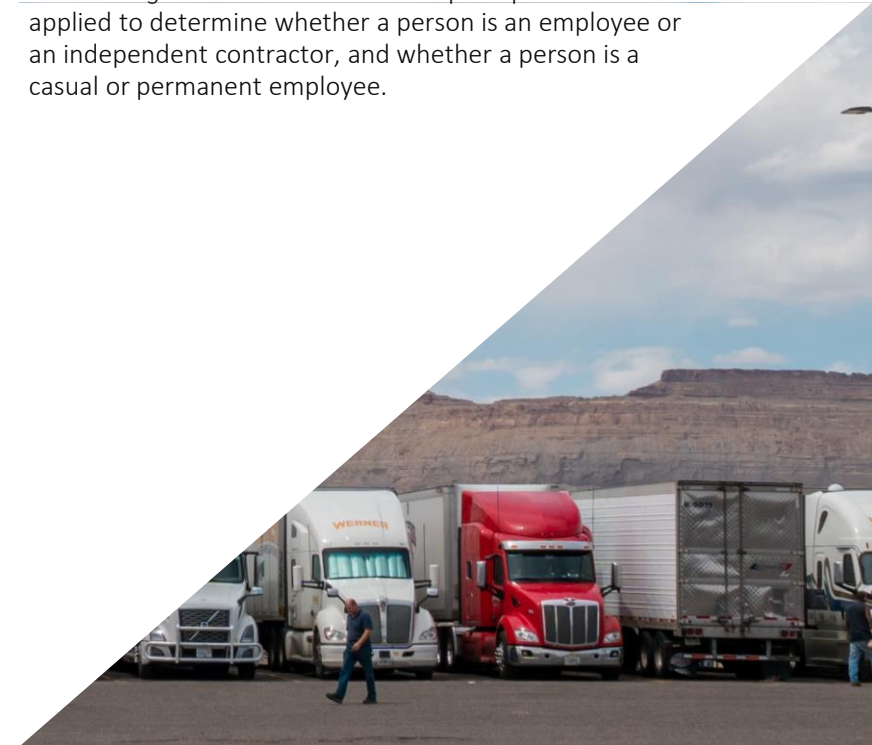 applied to determine whether a person is an employee or
an independent contractor, and whether a person is a
casual or permanent employee.
WERNER